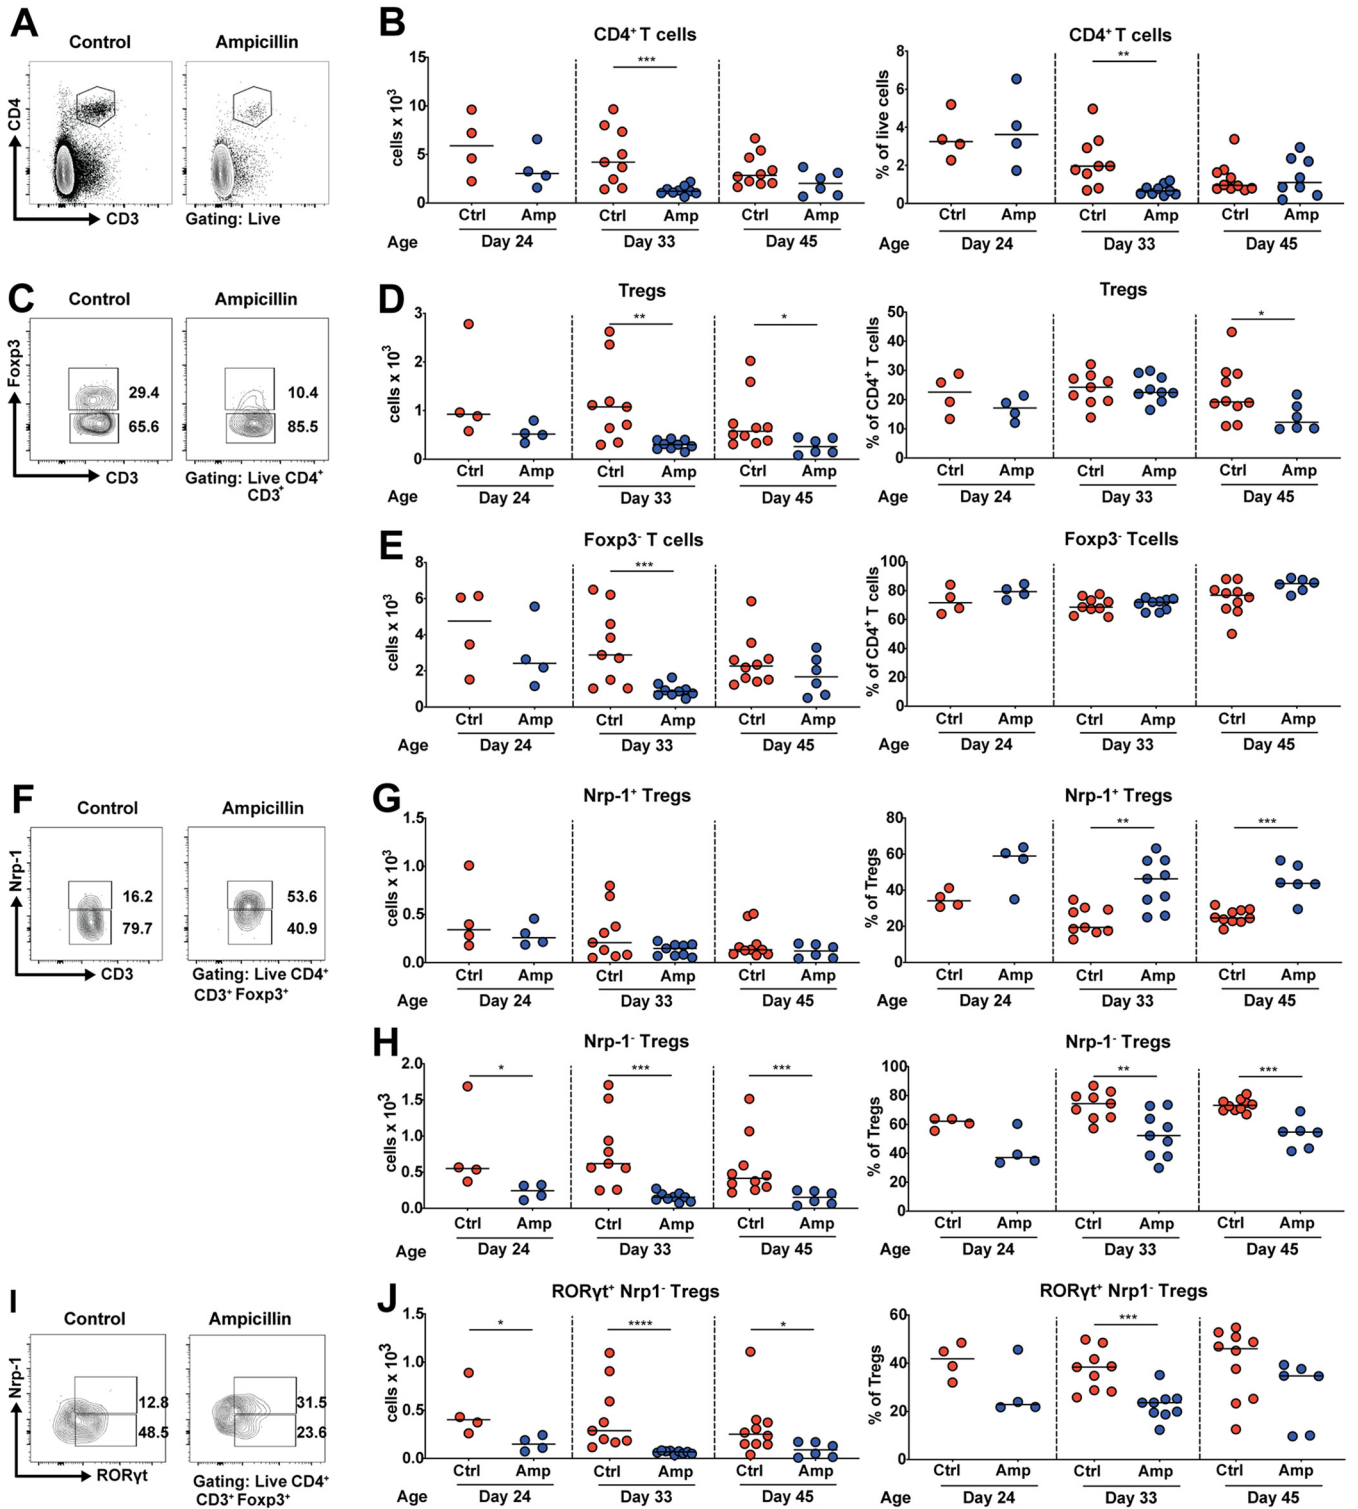 A
Control
Ampicillin
CD4
CD3
Gating: Live
B
CD4⁺ T cells
cells x 10³
15
10
5
0
***
Ctrl
Amp
Ctrl
Amp
Ctrl
Amp
Age
Day 24
Day 33
Day 45
CD4⁺ T cells
% of live cells
8
6
4
2
0
**
Ctrl
Amp
Ctrl
Amp
Ctrl
Amp
Age
Day 24
Day 33
Day 45
C
Control
Ampicillin
Foxp3
29.4
65.6
10.4
85.5
CD3
Gating: Live CD4⁺
CD3⁺
D
Tregs
cells x 10³
3
2
1
0
**
*
Ctrl
Amp
Ctrl
Amp
Ctrl
Amp
Age
Day 24
Day 33
Day 45
Tregs
% of CD4⁺ T cells
50
40
30
20
10
0
*
Ctrl
Amp
Ctrl
Amp
Ctrl
Amp
Age
Day 24
Day 33
Day 45
E
Foxp3⁻ T cells
cells x 10³
8
6
4
2
0
***
Ctrl
Amp
Ctrl
Amp
Ctrl
Amp
Age
Day 24
Day 33
Day 45
Foxp3⁻ Tcells
% of CD4⁺ T cells
100
80
60
40
20
0
Ctrl
Amp
Ctrl
Amp
Ctrl
Amp
Age
Day 24
Day 33
Day 45
F
Control
Ampicillin
Nrp-1
16.2
79.7
53.6
40.9
CD3
Gating: Live CD4⁺
CD3⁺ Foxp3⁺
G
Nrp-1⁺ Tregs
cells x 10³
1.5
1.0
0.5
0.0
Ctrl
Amp
Ctrl
Amp
Ctrl
Amp
Age
Day 24
Day 33
Day 45
Nrp-1⁺ Tregs
% of Tregs
80
60
40
20
0
**
***
Ctrl
Amp
Ctrl
Amp
Ctrl
Amp
Age
Day 24
Day 33
Day 45
H
Nrp-1⁻ Tregs
cells x 10³
2.0
1.5
1.0
0.5
0.0
*
***
***
Ctrl
Amp
Ctrl
Amp
Ctrl
Amp
Age
Day 24
Day 33
Day 45
Nrp-1⁻ Tregs
% of Tregs
100
80
60
40
20
0
**
***
Ctrl
Amp
Ctrl
Amp
Ctrl
Amp
Age
Day 24
Day 33
Day 45
I
Control
Ampicillin
Nrp-1
12.8
48.5
31.5
23.6
RORγt
Gating: Live CD4⁺
CD3⁺ Foxp3⁺
J
RORγt⁺ Nrp1⁻ Tregs
cells x 10³
1.5
1.0
0.5
0.0
*
****
*
Ctrl
Amp
Ctrl
Amp
Ctrl
Amp
Age
Day 24
Day 33
Day 45
RORγt⁺ Nrp1⁻ Tregs
% of Tregs
60
40
20
0
***
Ctrl
Amp
Ctrl
Amp
Ctrl
Amp
Age
Day 24
Day 33
Day 45